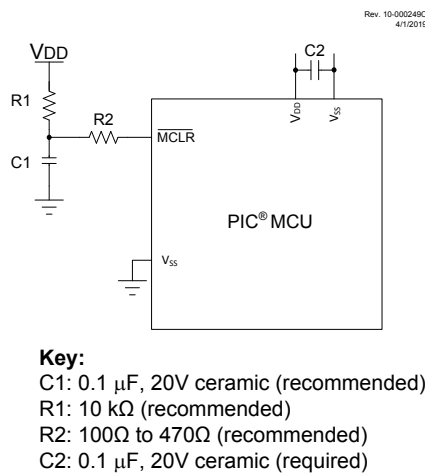 Rev. 10-000249C
4/1/2019
VDD
C2
R1
R2
VDD
VSS
MCLR
C1
PIC® MCU
VSS
Key:
C1: 0.1 μF, 20V ceramic (recommended)
R1: 10 kΩ (recommended)
R2: 100Ω to 470Ω (recommended)
C2: 0.1 μF, 20V ceramic (required)